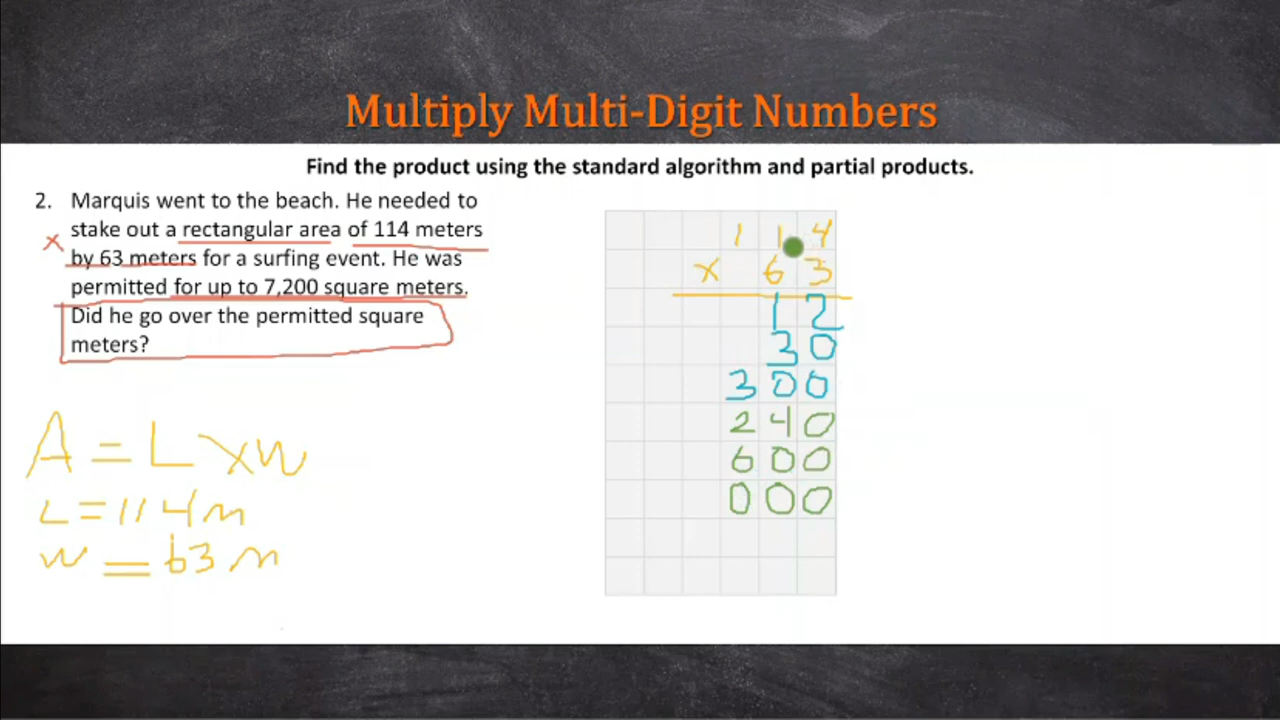 Multiply Multi-Digit Numbers
Find the product using the standard algorithm and partial products.
2. Marquis went to the beach. He needed to
stake out a rectangular area of 114 meters
x by 63 meters for a surfing event. He was
permitted for up to 7,200 square meters.
Did he go over the permitted square
meters?
A = L x W
L = 114 m
W = 63 m
1 1 4
x 6 3
1 2
3 0
3 0 0
2 4 0
6 0 0
0 0 0